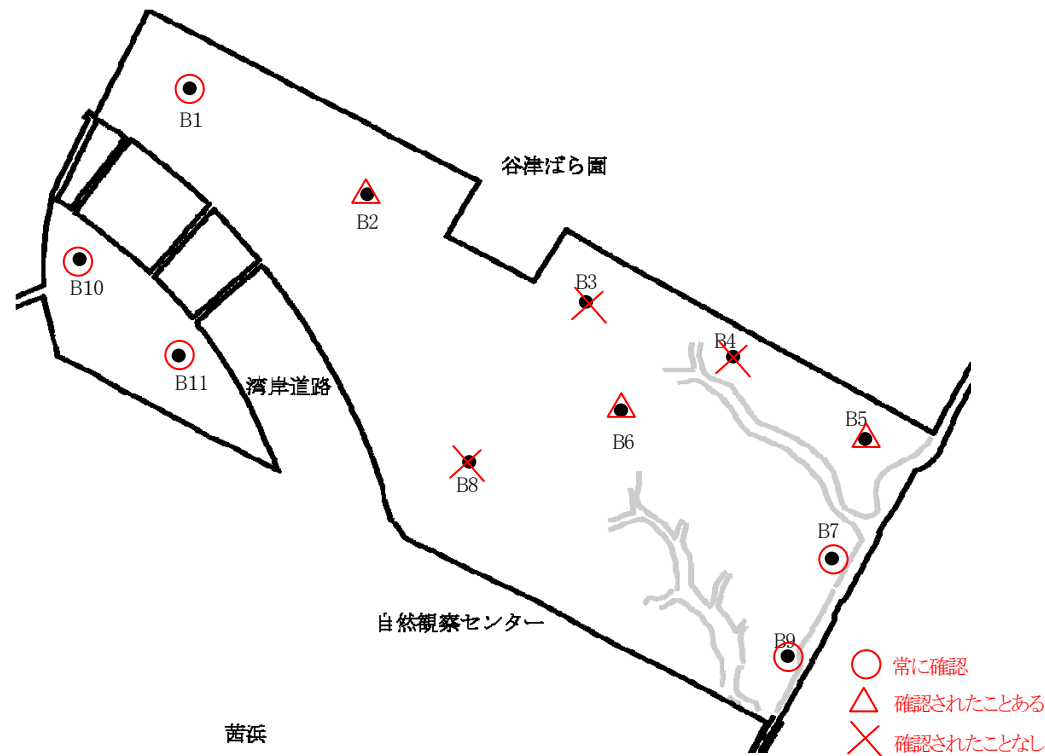 B1
谷津ばら園
B2
B3
B10
B4
B11
湾岸道路
B5
B6
B8
B7
自然観察センター
B9
常に確認
確認されたことある
確認されたことなし
茜浜